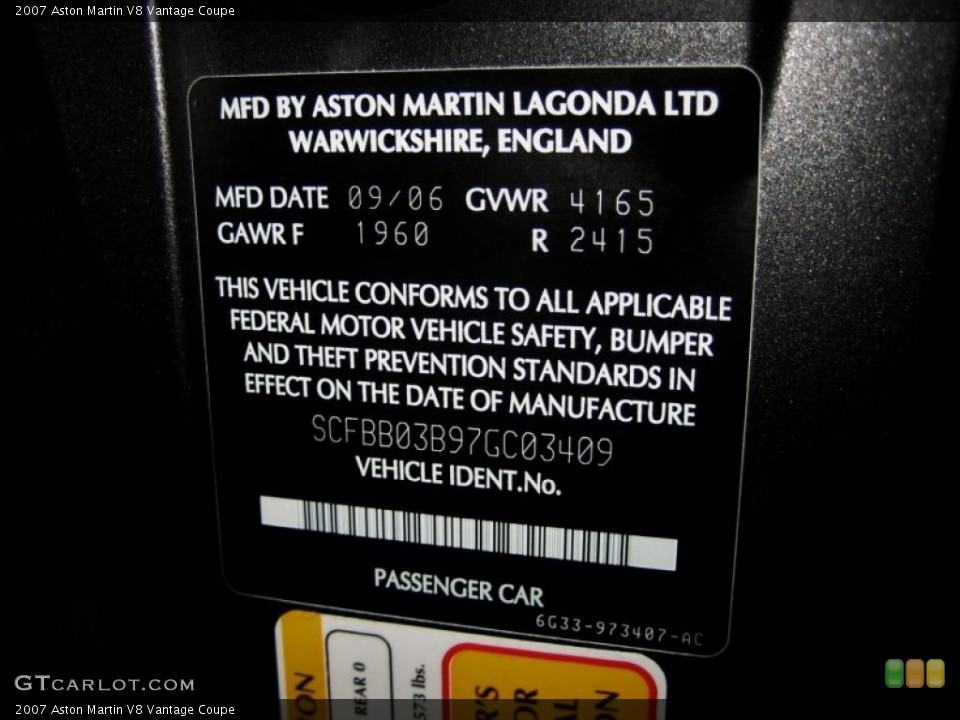 2007 Aston Martin V8 Vantage Coupe
MFD BY ASTON MARTIN LAGONDA LTD
WARWICKSHIRE, ENGLAND
MFD DATE 09/06 GVWR 4165
GAWR F 1960 R 2415
THIS VEHICLE CONFORMS TO ALL APPLICABLE
FEDERAL MOTOR VEHICLE SAFETY, BUMPER
AND THEFT PREVENTION STANDARDS IN
EFFECT ON THE DATE OF MANUFACTURE
SCFBB03B97GC03409
VEHICLE IDENT.No.
PASSENGER CAR
6G33-973407-AC
REAR 0
lbs.
GTCARLOT.COM
2007 Aston Martin V8 Vantage Coupe